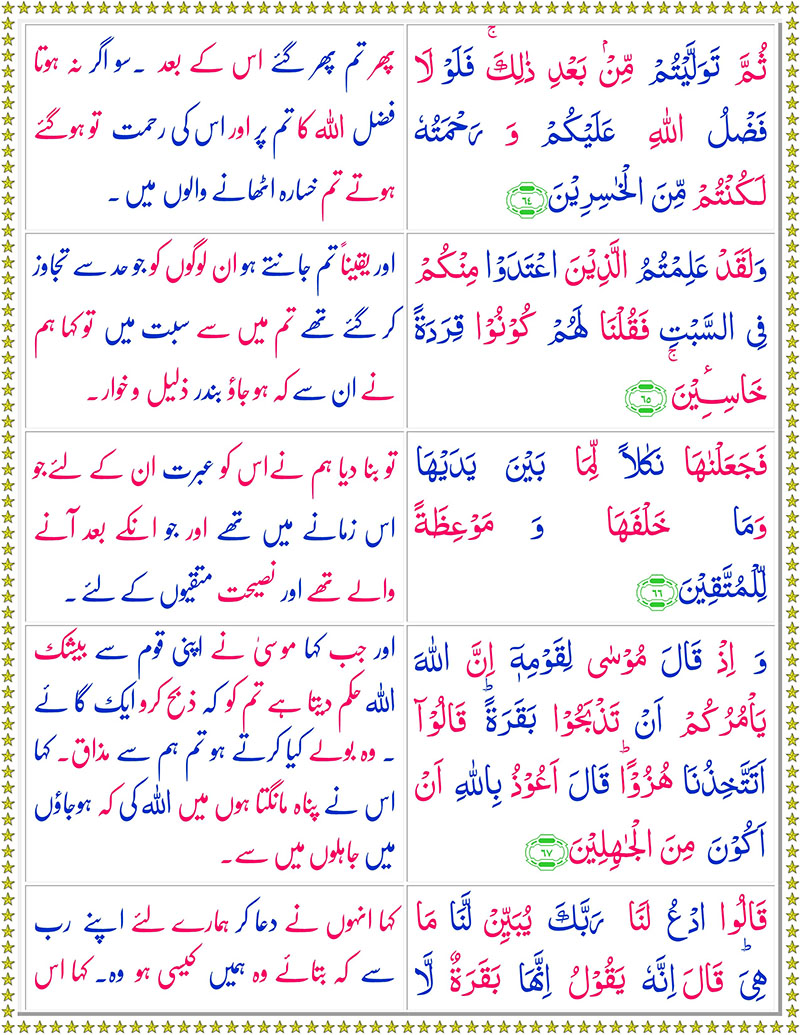 ثُمَّ تَوَلَّيْتُمْ مِّنْۢ بَعْدِ ذٰلِكَ ۚ فَلَوْ لَا
فَضْلُ اللهِ عَلَيْكُمْ وَ رَحْمَتُهٗ
لَكُنْتُمْ مِّنَ الْخٰسِرِيْنَ ﴿٦٤﴾
پھر تم پھر گئے اس کے بعد ۔سو اگر نہ ہوتا
فضل اللہ کا تم پر اور اس کی رحمت تو ہوگئے
ہوتے تم خسارہ اٹھانے والوں میں ۔
وَلَقَدْ عَلِمْتُمُ الَّذِيْنَ اعْتَدَوْا مِنْكُمْ
فِى السَّبْتِ فَقُلْنَا لَهُمْ كُوْنُوْا قِرَدَةً
خَاسِـِٕيْنَ ۚ ﴿٦٥﴾
اور یقیناً تم جانتے ہو ان لوگوں کو جو حد سے تجاوز
کر گئے تھے تم میں سے سبت میں تو کہا ہم
نے ان سے کہ ہو جاؤ بندر ذلیل و خوار۔
فَجَعَلْنٰهَا نَكَالاً لِّمَا بَيْنَ يَدَيْهَا
وَمَا خَلْفَهَا وَ مَوْعِظَةً
لِّلْمُتَّقِيْنَ ﴿٦٦﴾
تو بنا دیا ہم نے اس کو عبرت ان کے لئے جو
اس زمانے میں تھے اور جو انکے بعد آنے
والے تھے اور نصیحت متقیوں کے لئے ۔
وَ اِذْ قَالَ مُوْسٰى لِقَوْمِهٖٓ اِنَّ اللهَ
يَاْمُرُكُمْ اَنْ تَذْبَحُوْا بَقَرَةً ؕ قَالُوْٓا
اَتَتَّخِذُنَا هُزُوًا ؕ قَالَ اَعُوْذُ بِاللهِ اَنْ
اَكُوْنَ مِنَ الْجٰهِلِيْنَ ﴿٦٧﴾
اور جب کہا موسیٰ نے اپنی قوم سے بیشک
اللہ حکم دیتا ہے تم کو کہ ذبح کرو ایک گائے
۔ وہ بولے کیا کرتے ہو تم ہم سے مذاق۔ کہا
اس نے پناہ مانگتا ہوں میں اللہ کی کہ ہوجاؤں
میں جاہلوں میں سے۔
قَالُوا ادْعُ لَنَا رَبَّكَ يُبَيِّنْ لَّنَا مَا
هِىَ ؕ قَالَ اِنَّهٗ يَقُوْلُ اِنَّهَا بَقَرَةٌ لَّا
کہا انہوں نے دعا کر ہمارے لئے اپنے رب
سے کہ بتائے وہ ہمیں کیسی ہو وہ۔ کہا اس